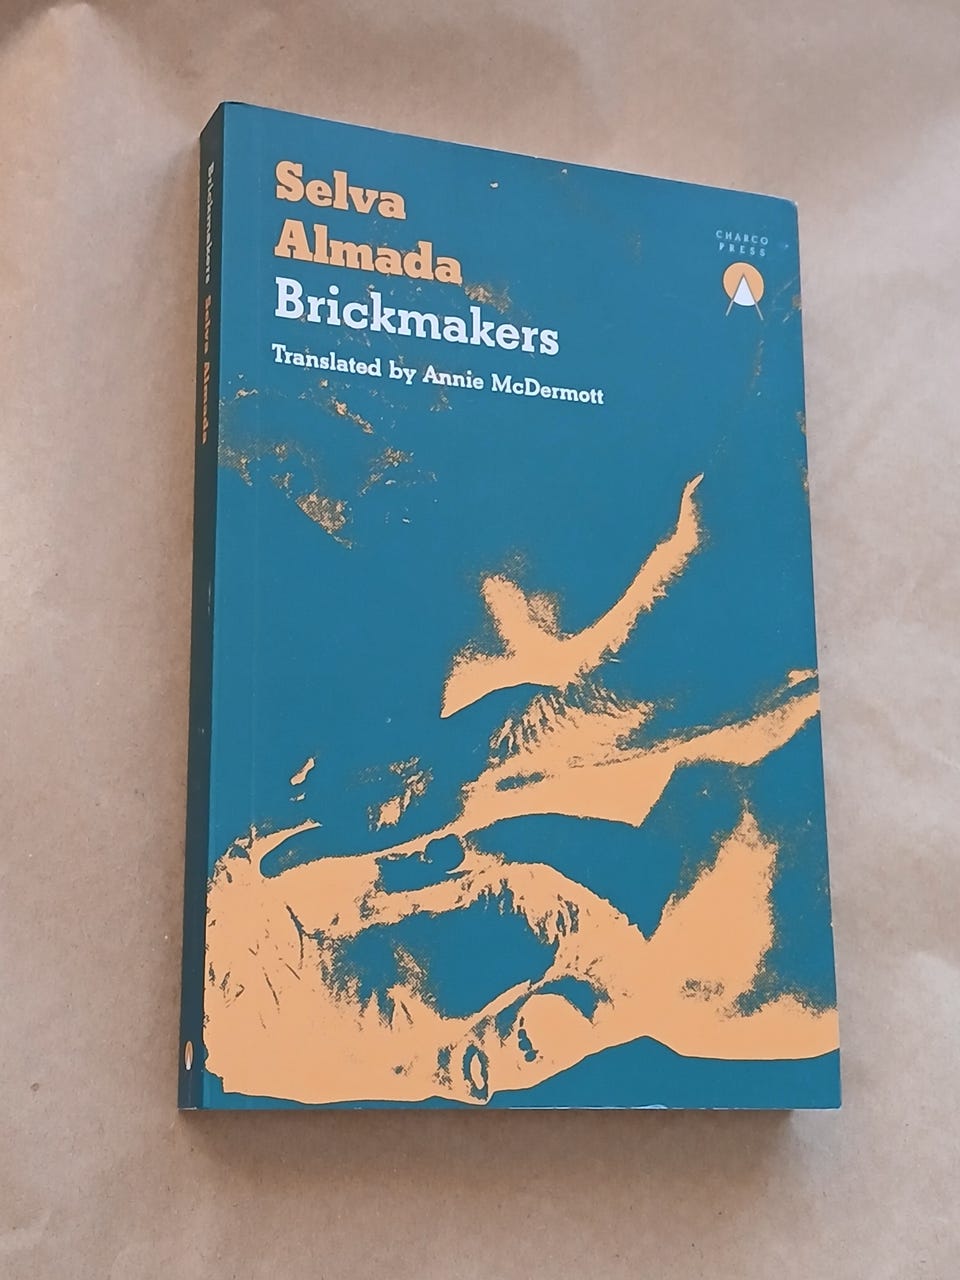 Selva
Almada
Brickmakers
Translated by Annie McDermott
CHARCO
PRESS
Brickmakers Selva Almada